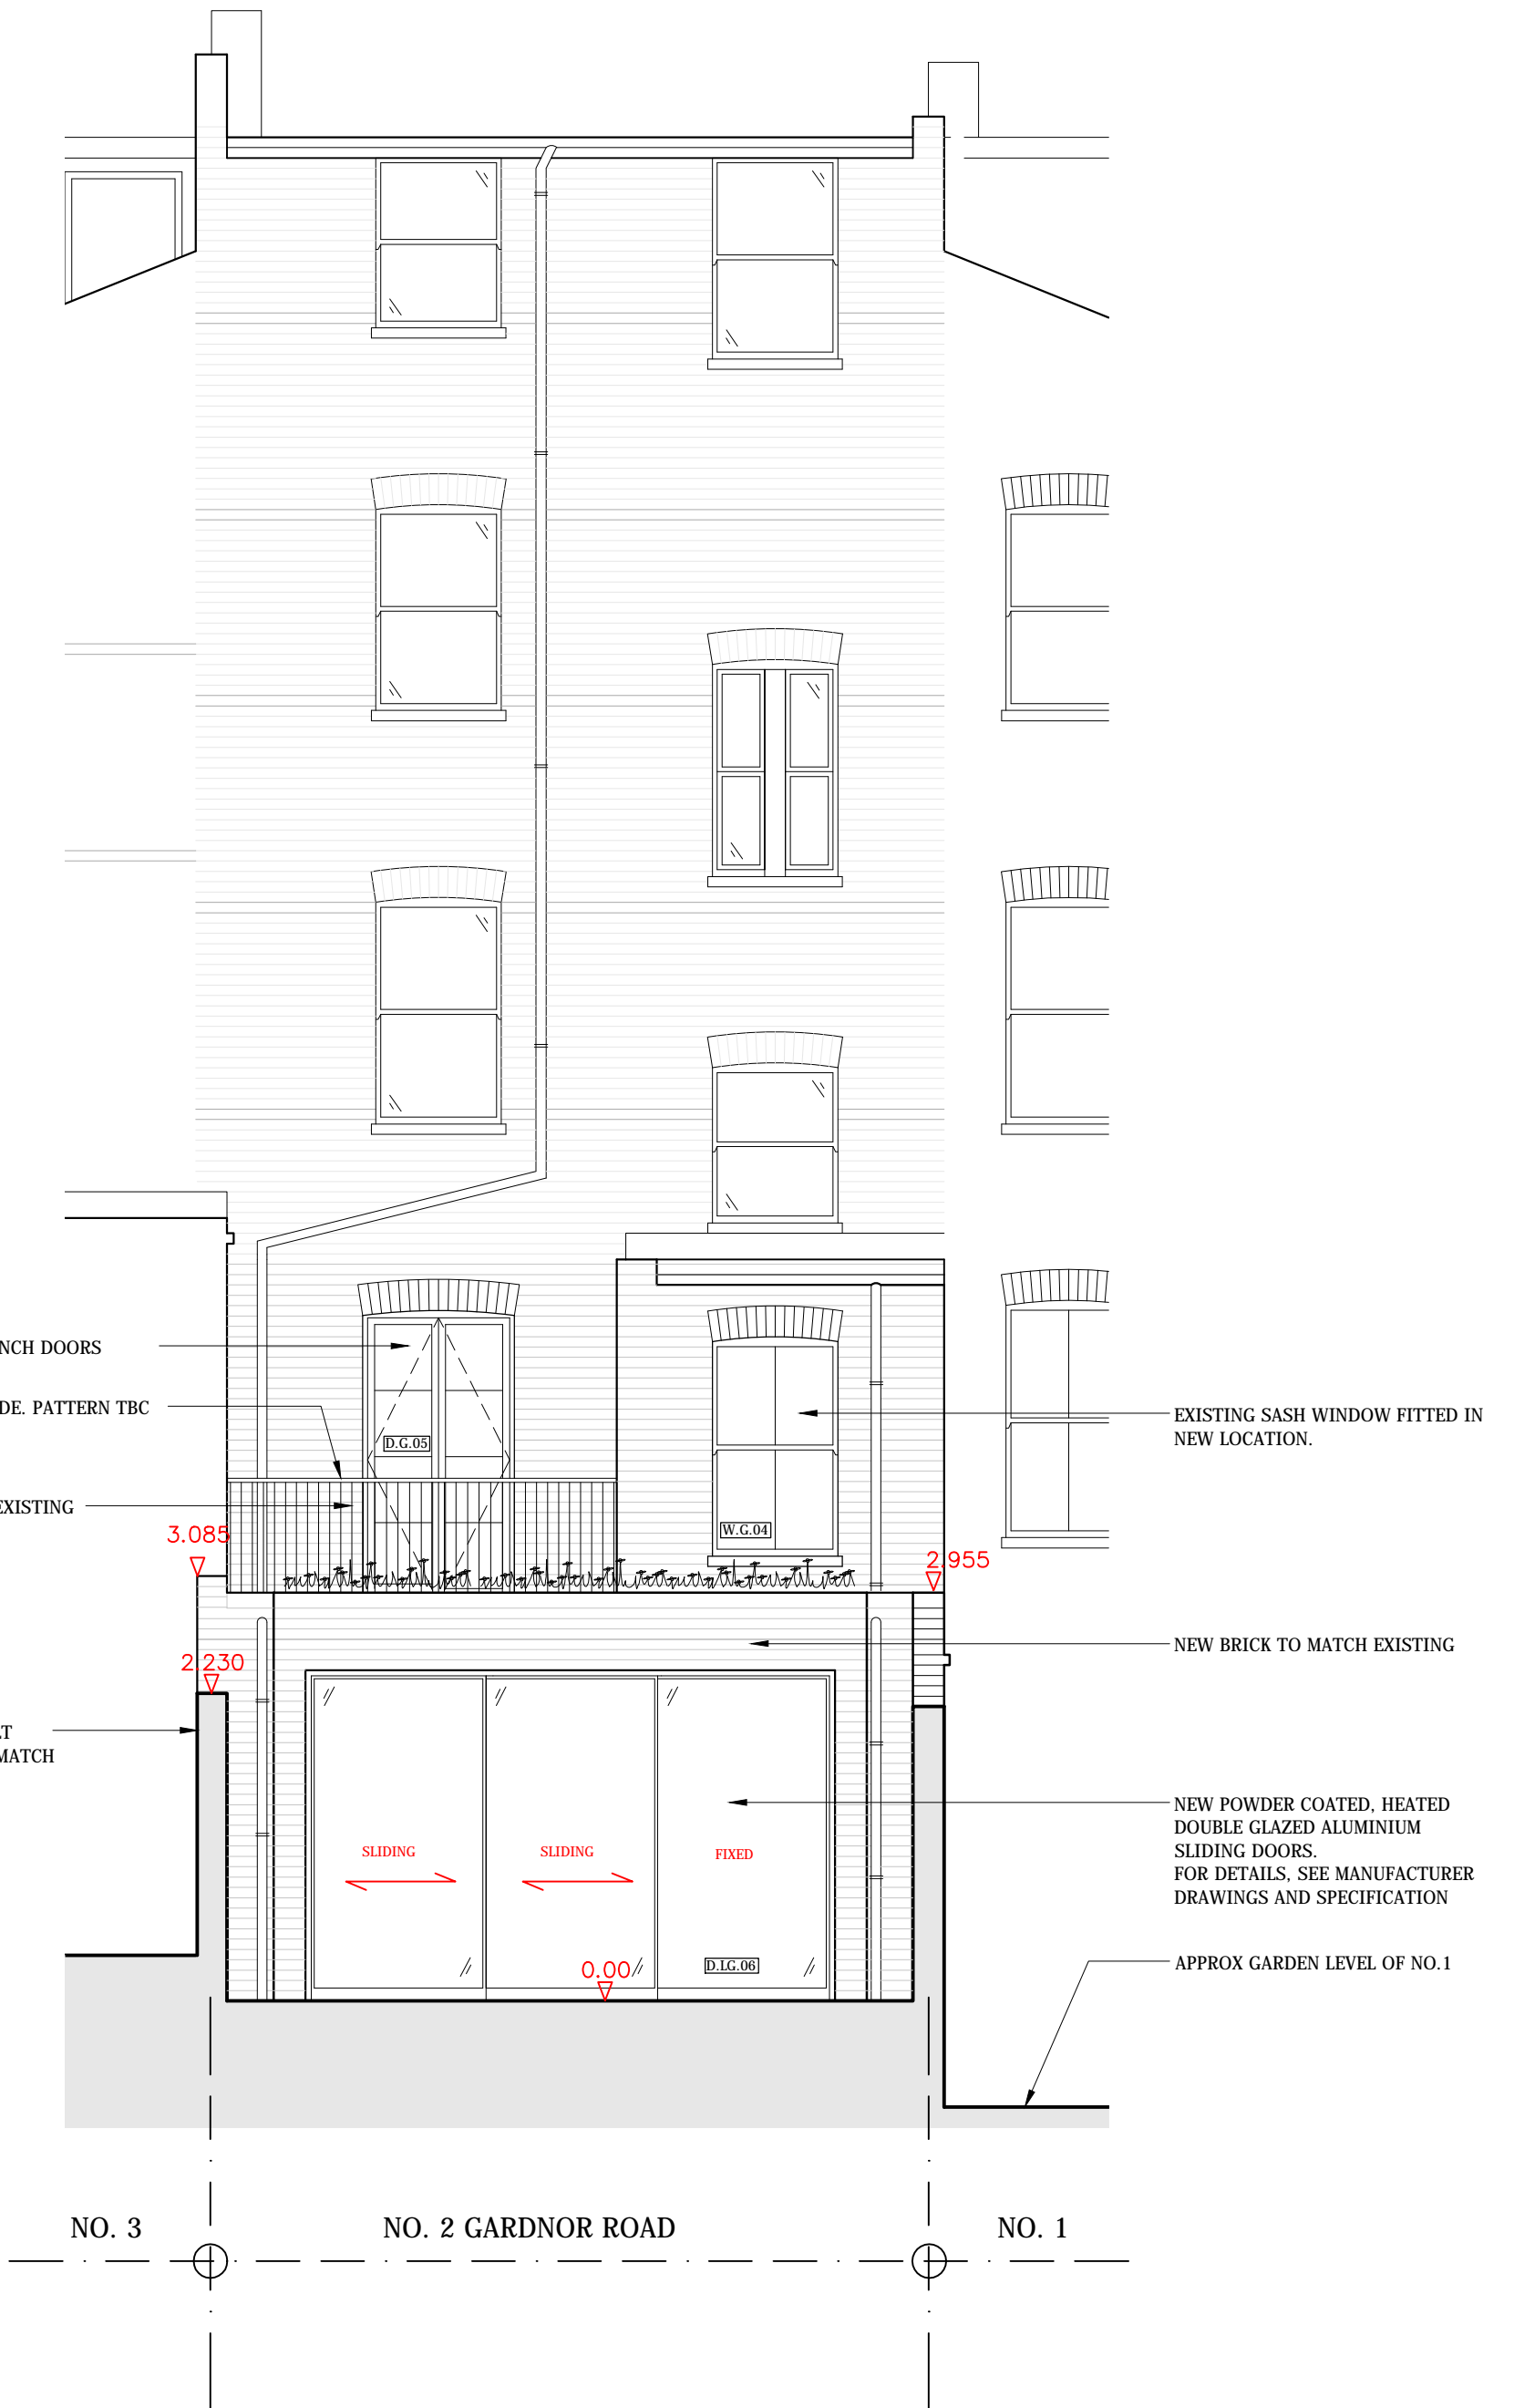 NCH DOORS
DE. PATTERN TBC
D.G.05
EXISTING SASH WINDOW FITTED IN
NEW LOCATION.
EXISTING
W.G.04
3.085
2.955
NEW BRICK TO MATCH EXISTING
2.230
LT
MATCH
NEW POWDER COATED, HEATED
DOUBLE GLAZED ALUMINIUM
SLIDING DOORS.
FOR DETAILS, SEE MANUFACTURER
DRAWINGS AND SPECIFICATION
SLIDING
SLIDING
FIXED
0.00
D.LG.06
APPROX GARDEN LEVEL OF NO.1
NO. 3
NO. 2 GARDNOR ROAD
NO. 1